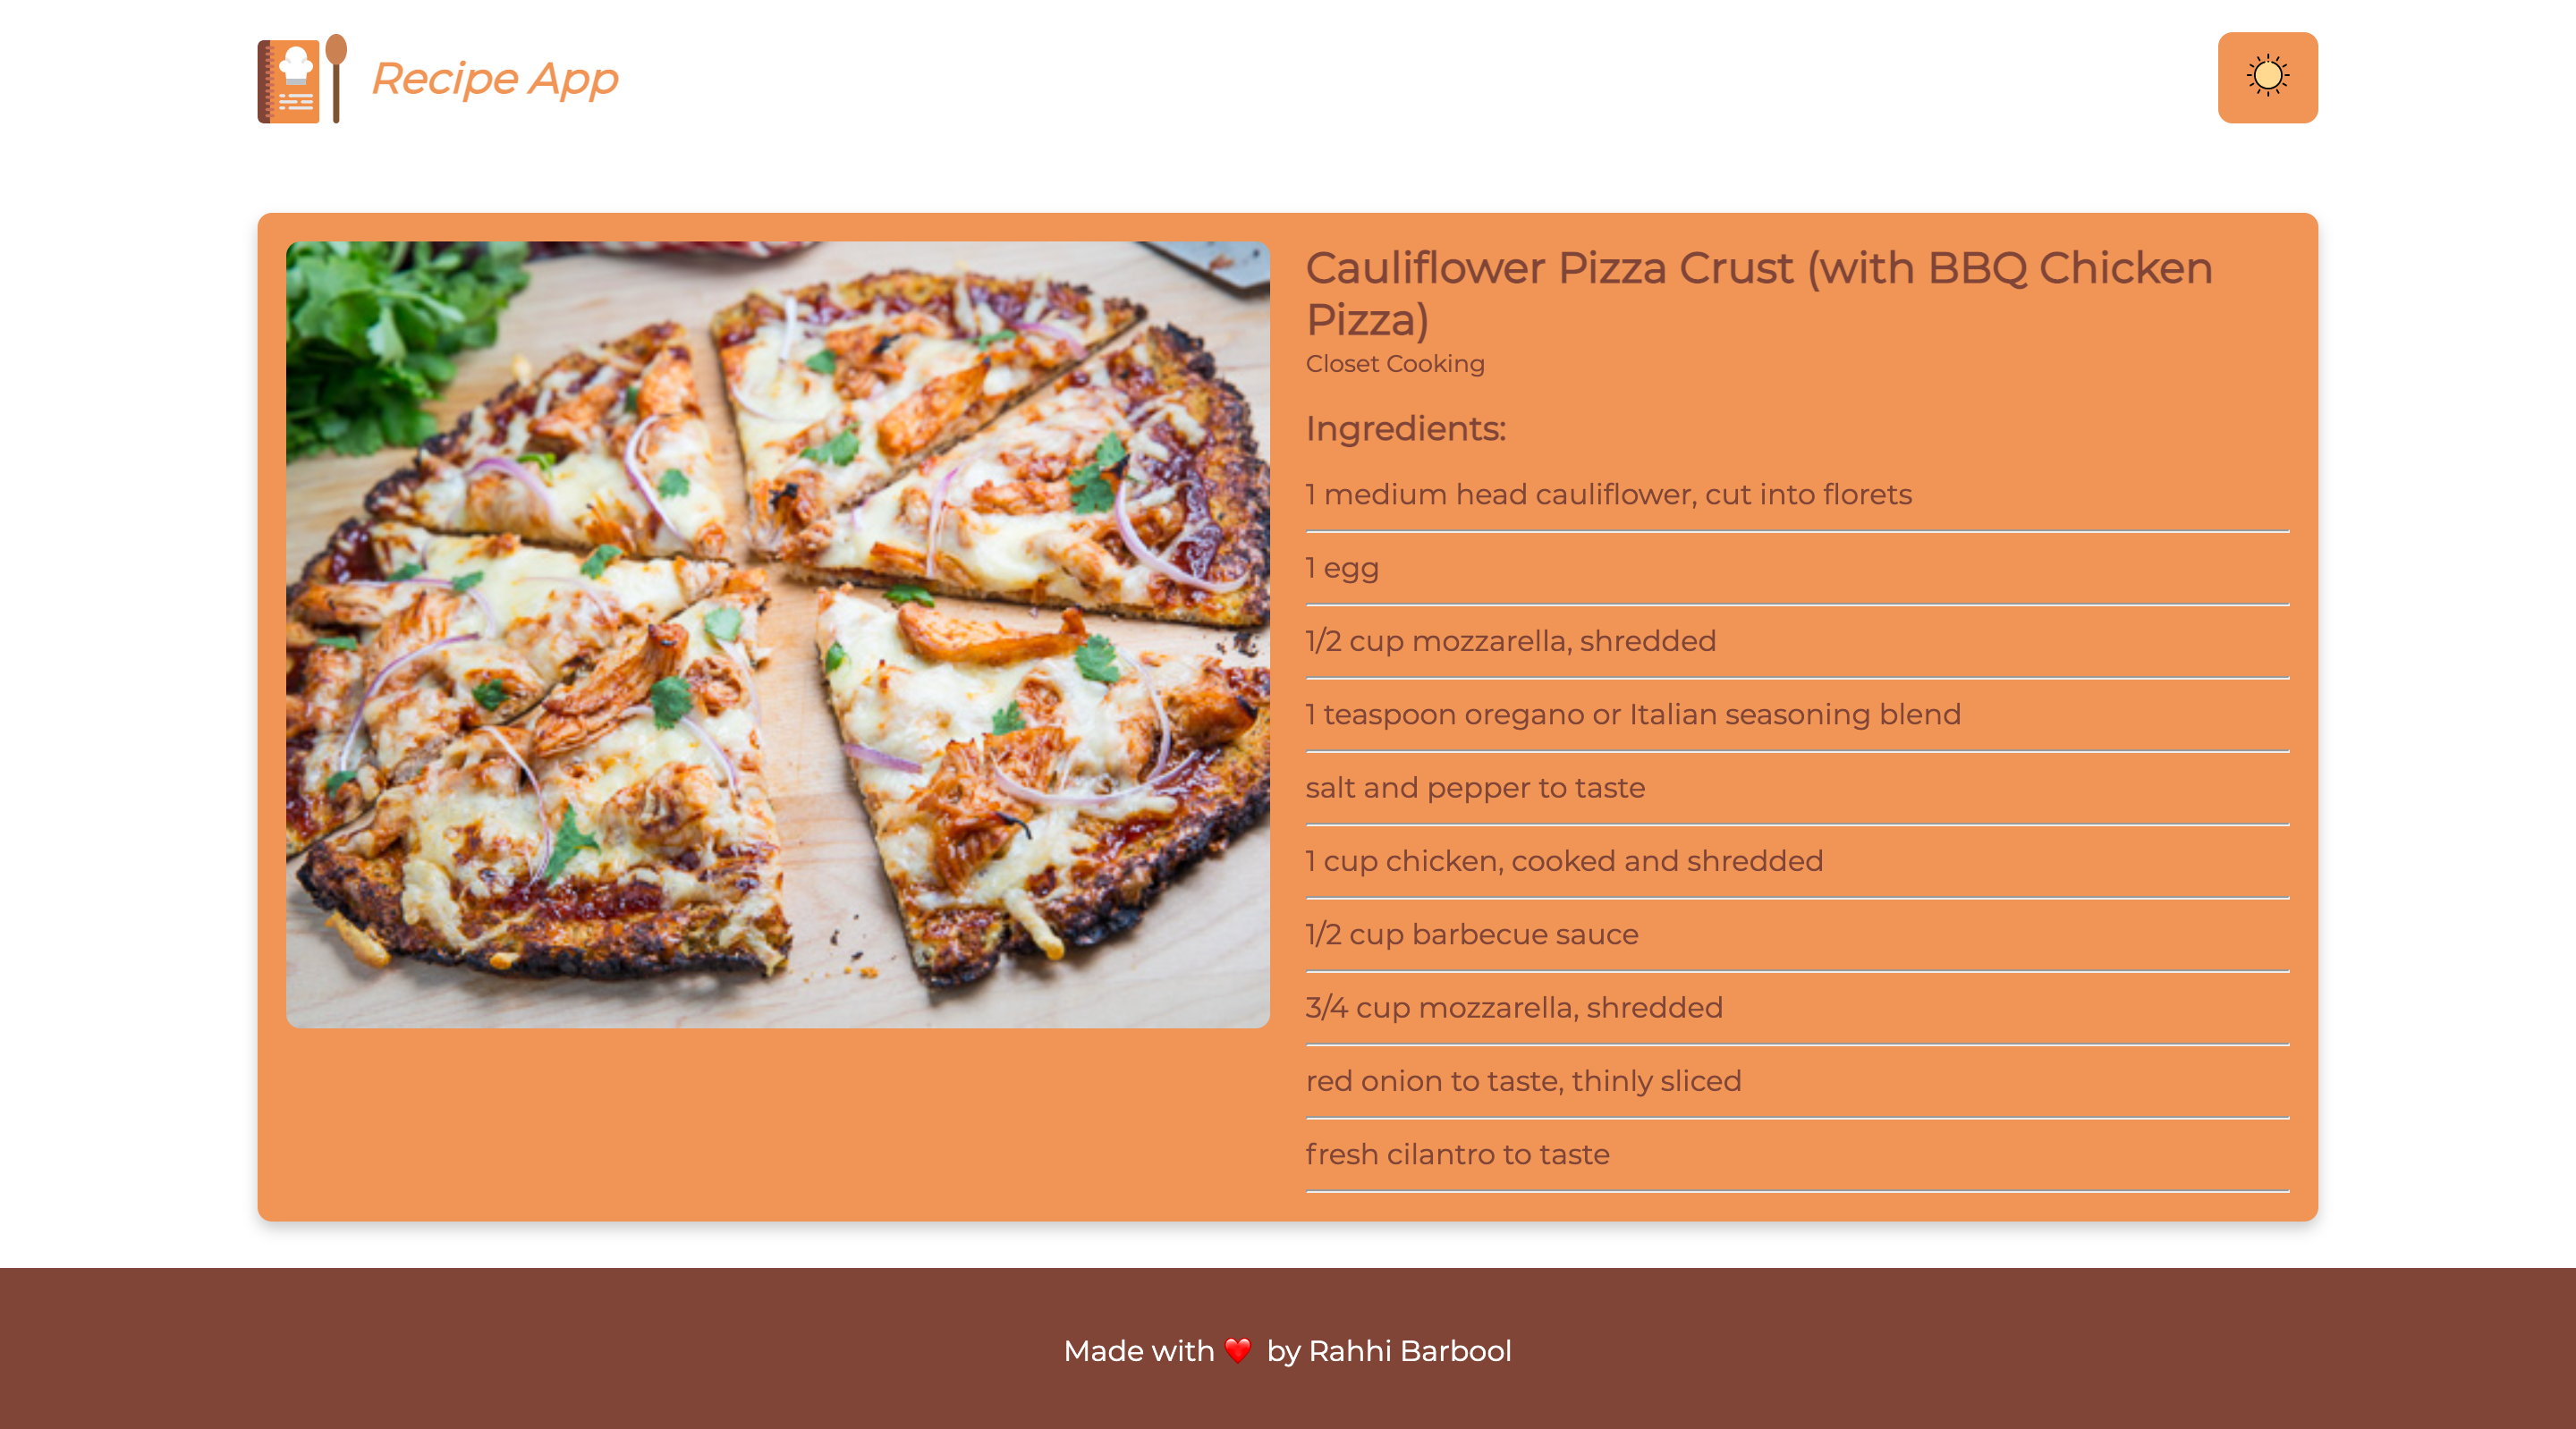 Recipe App
Cauliflower Pizza Crust (with BBQ Chicken
Pizza)
Closet Cooking
Ingredients:
1 medium head cauliflower, cut into florets
1 egg
1/2 cup mozzarella, shredded
1 teaspoon oregano or Italian seasoning blend
salt and pepper to taste
1 cup chicken, cooked and shredded
1/2 cup barbecue sauce
3/4 cup mozzarella, shredded
red onion to taste, thinly sliced
fresh cilantro to taste
Made with ❤️ by Rahhi Barbool